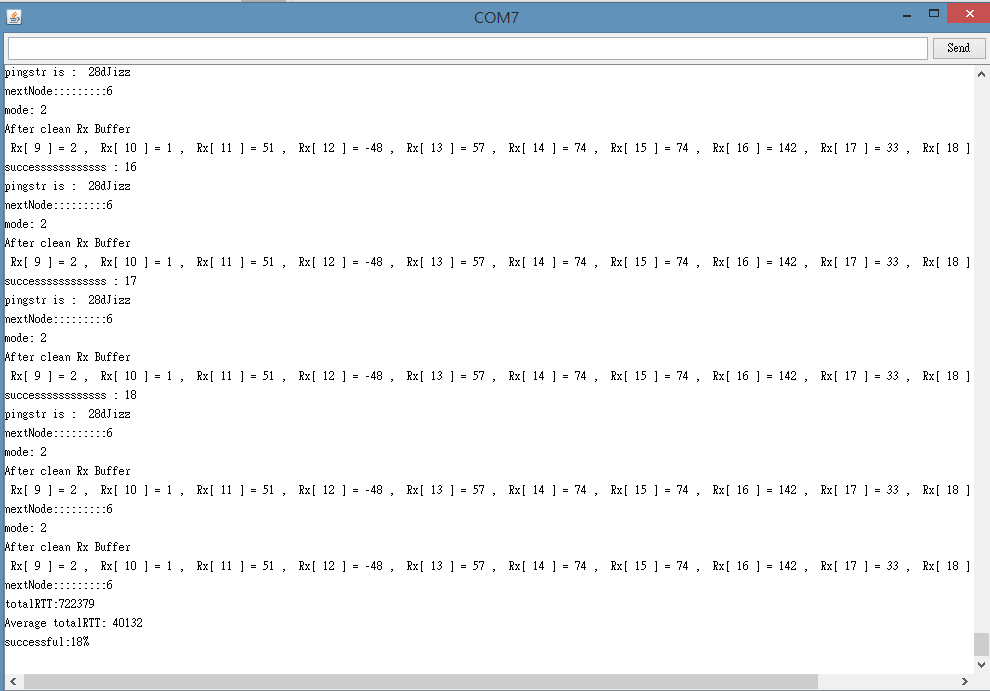 COM7
Send
pingstr is :  28dJizz
nextNode:::::::::6
mode: 2
After clean Rx Buffer
Rx[ 9 ] = 2 ,  Rx[ 10 ] = 1 ,  Rx[ 11 ] = 51 ,  Rx[ 12 ] = -48 ,  Rx[ 13 ] = 57 ,  Rx[ 14 ] = 74 ,  Rx[ 15 ] = 74 ,  Rx[ 16 ] = 142 ,  Rx[ 17 ] = 33 ,  Rx[ 18 ]
successsssssssssss : 16
pingstr is :  28dJizz
nextNode:::::::::6
mode: 2
After clean Rx Buffer
Rx[ 9 ] = 2 ,  Rx[ 10 ] = 1 ,  Rx[ 11 ] = 51 ,  Rx[ 12 ] = -48 ,  Rx[ 13 ] = 57 ,  Rx[ 14 ] = 74 ,  Rx[ 15 ] = 74 ,  Rx[ 16 ] = 142 ,  Rx[ 17 ] = 33 ,  Rx[ 18 ]
successsssssssssss : 17
pingstr is :  28dJizz
nextNode:::::::::6
mode: 2
After clean Rx Buffer
Rx[ 9 ] = 2 ,  Rx[ 10 ] = 1 ,  Rx[ 11 ] = 51 ,  Rx[ 12 ] = -48 ,  Rx[ 13 ] = 57 ,  Rx[ 14 ] = 74 ,  Rx[ 15 ] = 74 ,  Rx[ 16 ] = 142 ,  Rx[ 17 ] = 33 ,  Rx[ 18 ]
successsssssssssss : 18
pingstr is :  28dJizz
nextNode:::::::::6
mode: 2
After clean Rx Buffer
Rx[ 9 ] = 2 ,  Rx[ 10 ] = 1 ,  Rx[ 11 ] = 51 ,  Rx[ 12 ] = -48 ,  Rx[ 13 ] = 57 ,  Rx[ 14 ] = 74 ,  Rx[ 15 ] = 74 ,  Rx[ 16 ] = 142 ,  Rx[ 17 ] = 33 ,  Rx[ 18 ]
nextNode:::::::::6
mode: 2
After clean Rx Buffer
Rx[ 9 ] = 2 ,  Rx[ 10 ] = 1 ,  Rx[ 11 ] = 51 ,  Rx[ 12 ] = -48 ,  Rx[ 13 ] = 57 ,  Rx[ 14 ] = 74 ,  Rx[ 15 ] = 74 ,  Rx[ 16 ] = 142 ,  Rx[ 17 ] = 33 ,  Rx[ 18 ]
nextNode:::::::::6
totalRTT:722379
Average totalRTT: 40132
successful:18%